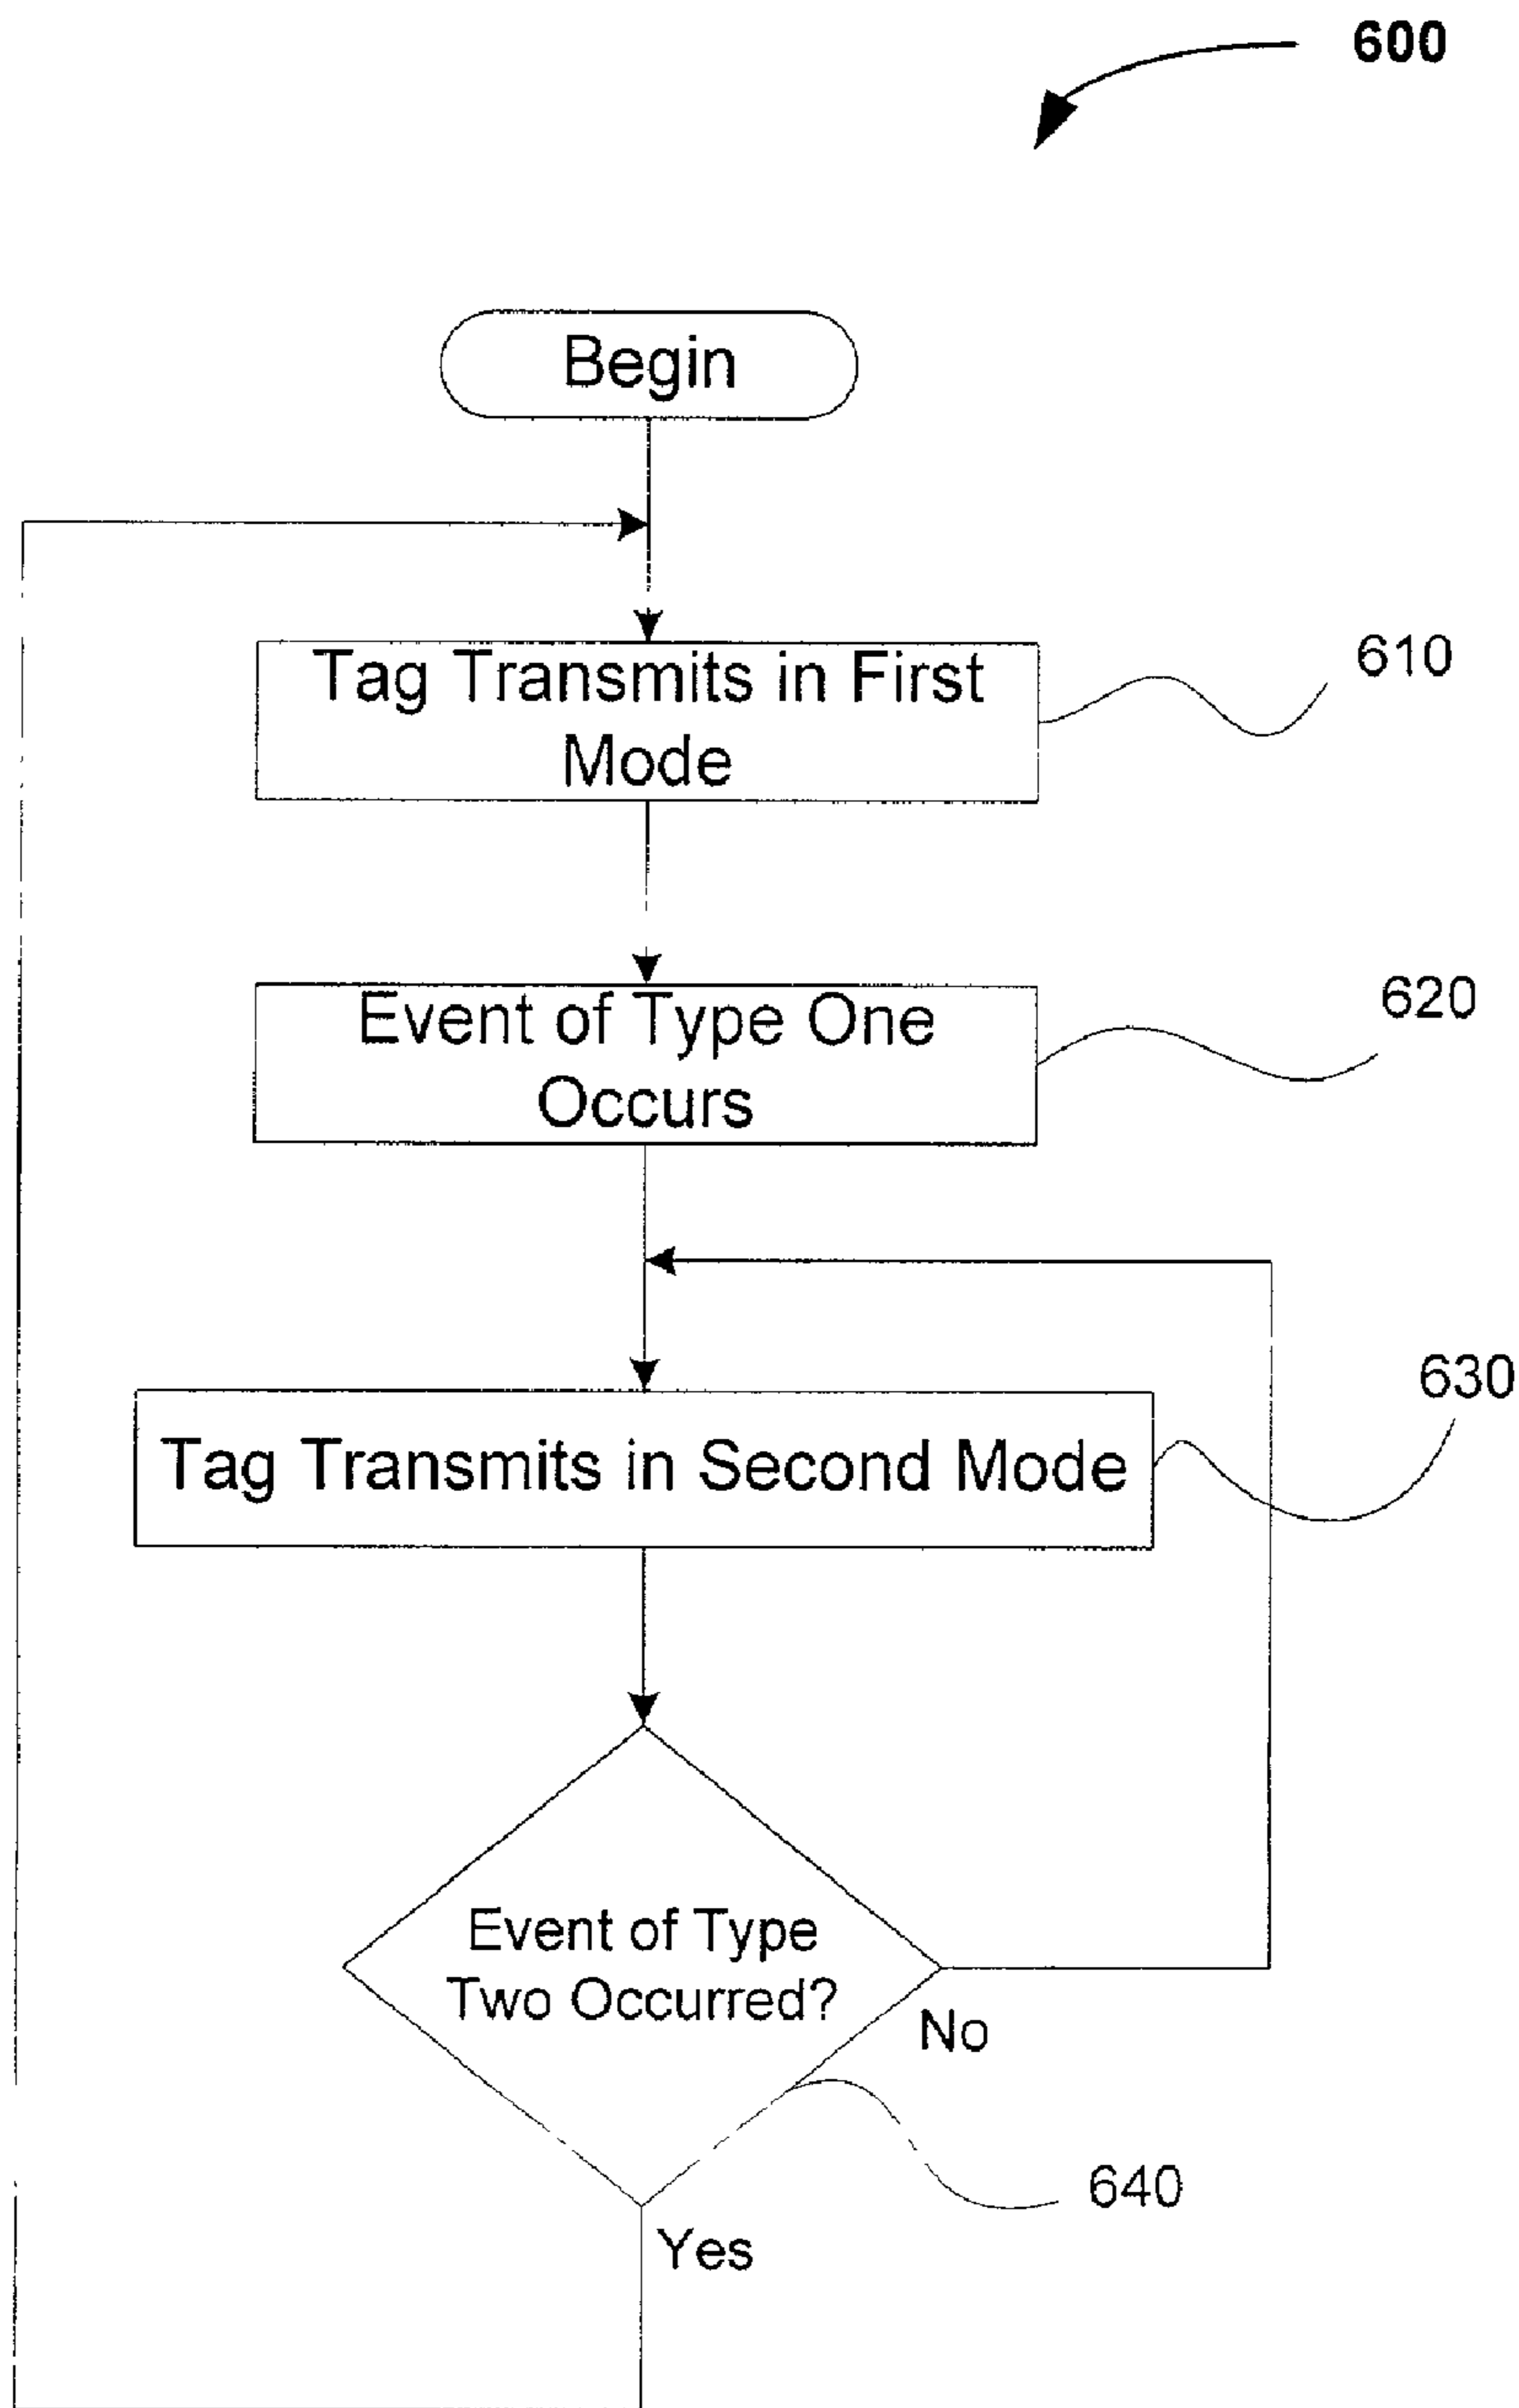 600
Begin
Tag Transmits in First
Mode
610
Event of Type One
Occurs
620
Tag Transmits in Second Mode
630
Event of Type
Two Occurred?
No
640
Yes